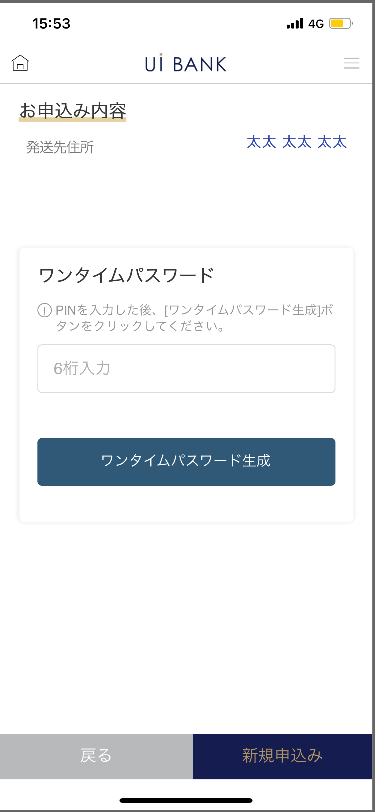 15:53 4G
UI BANK
お申込み内容
発送先住所 太太 太太 太太
ワンタイムパスワード
PINを入力した後、[ワンタイムパスワード生成]ボ
タンをクリックしてください。
6桁入力
ワンタイムパスワード生成
戻る 新規申込み